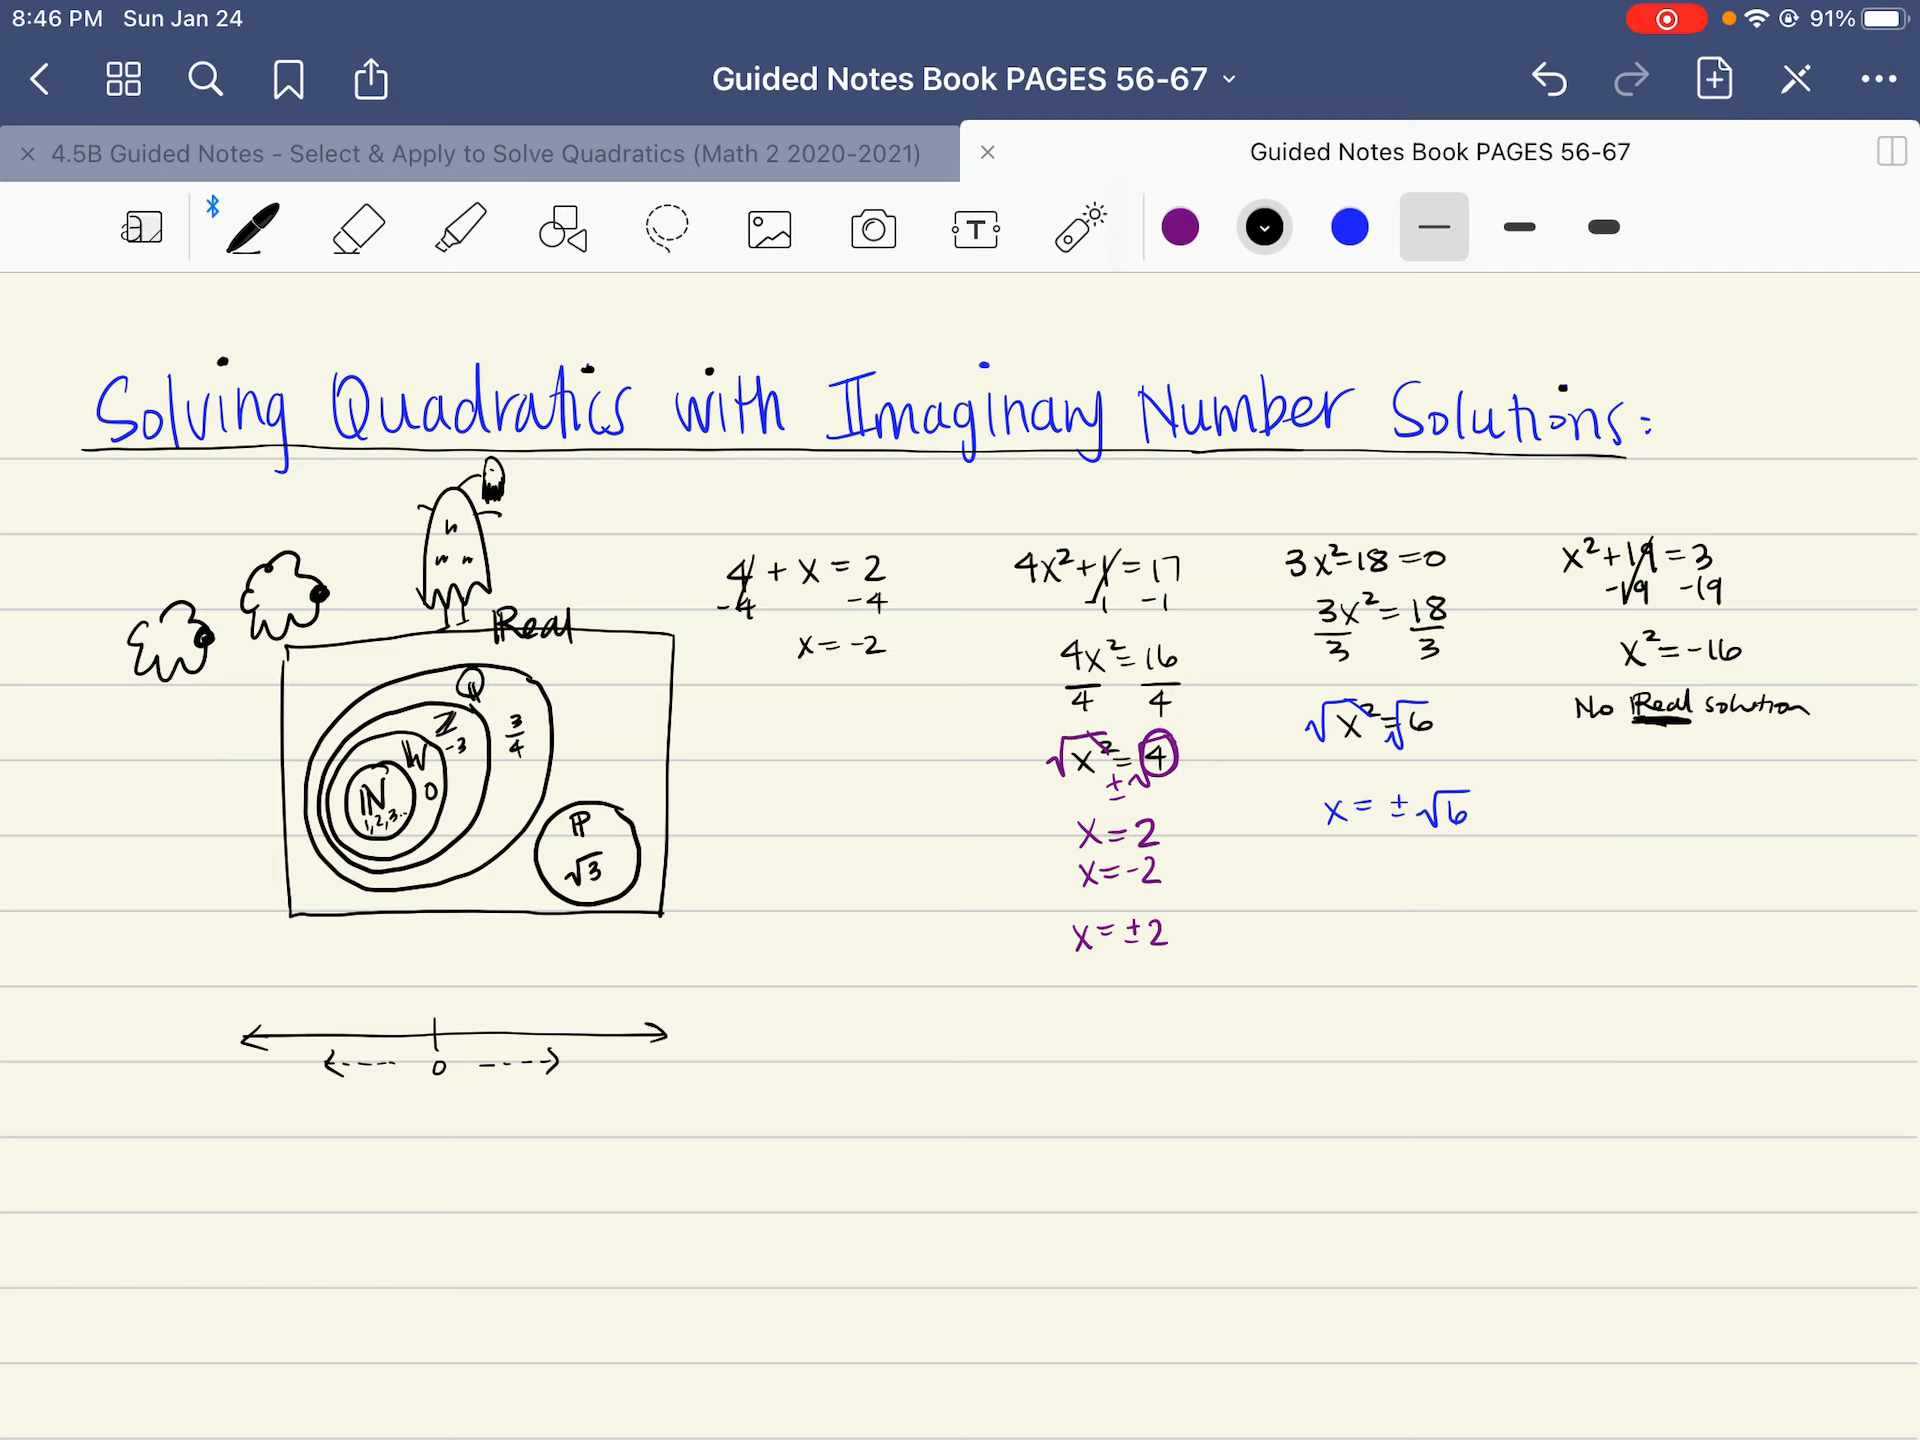 8:46 PM Sun Jan 24
91%
Guided Notes Book PAGES 56-67
4.5B Guided Notes - Select & Apply to Solve Quadratics (Math 2 2020-2021)
Guided Notes Book PAGES 56-67
T
Solving Quadratics with Imaginary Number Solutions:
Real
Q
Z
-3
3/4
W
0
N
1,2,3..
P
√3
0
4 + x = 2
-4 -4
x = -2
4x²+1 = 17
-1 -1
4x² = 16
4 4
√x² = ±√4
x = 2
x = -2
x = ±2
3x²-18 = 0
3x² = 18
3 3
√x² = √6
x = ±√6
x²+19 = 3
-19 -19
x² = -16
No Real solution